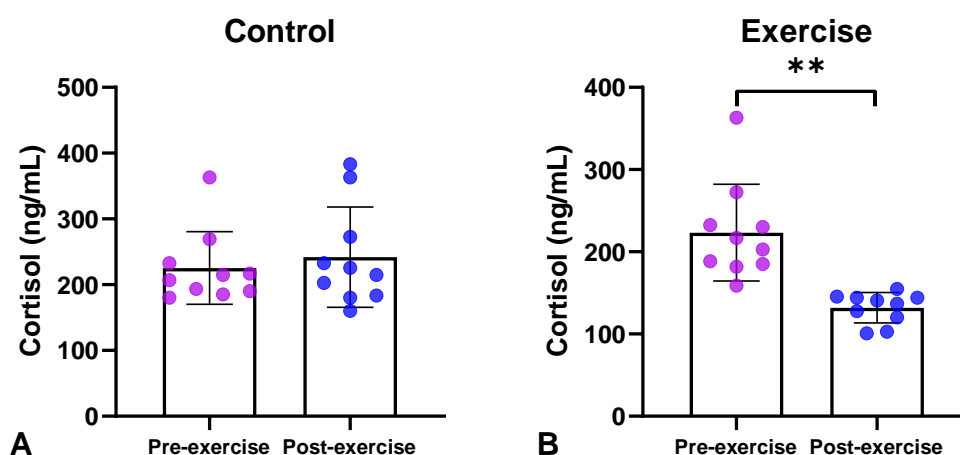 Control
Cortisol (ng/mL)
500
400
300
200
100
0
Pre-exercise Post-exercise
A
Exercise
**
Cortisol (ng/mL)
400
300
200
100
0
Pre-exercise Post-exercise
B